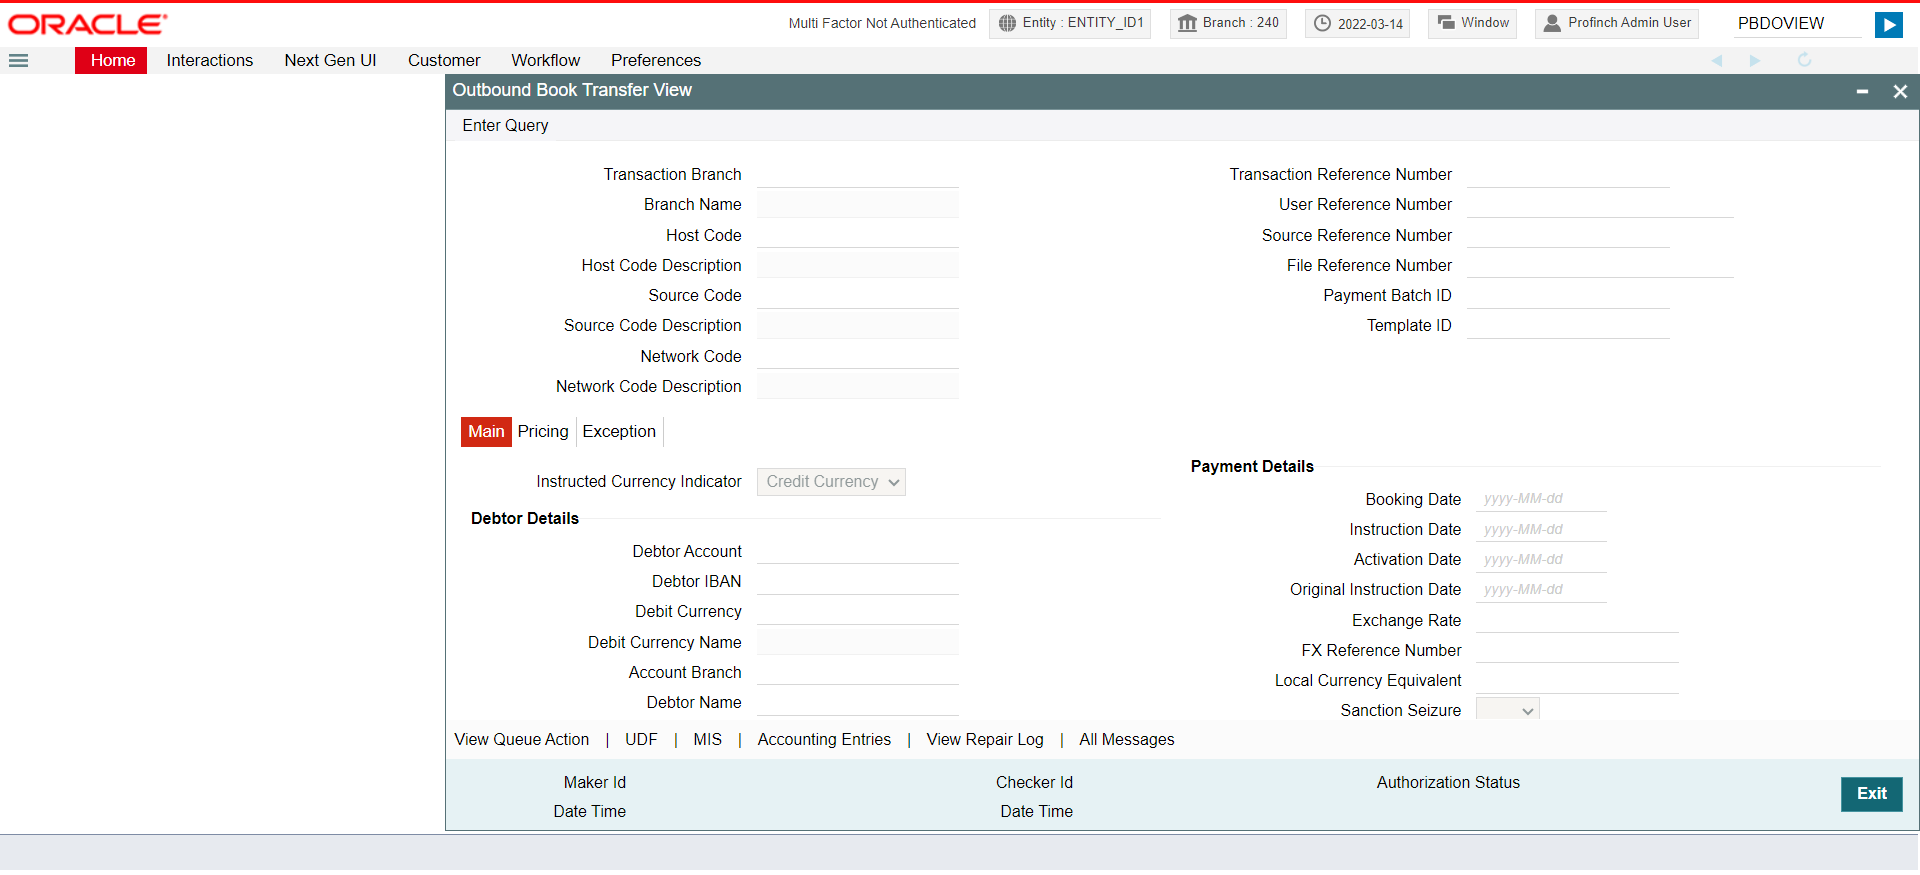 ORACLE
Multi Factor Not Authenticated
Entity : ENTITY_ID1
Branch : 240
2022-03-14
Window
Profinch Admin User
PBDOVIEW
Home
Interactions
Next Gen UI
Customer
Workflow
Preferences
Outbound Book Transfer View
Enter Query
Transaction Branch
Branch Name
Host Code
Host Code Description
Source Code
Source Code Description
Network Code
Network Code Description
Transaction Reference Number
User Reference Number
Source Reference Number
File Reference Number
Payment Batch ID
Template ID
Main
Pricing
Exception
Instructed Currency Indicator
Credit Currency
Debtor Details
Debtor Account
Debtor IBAN
Debit Currency
Debit Currency Name
Account Branch
Debtor Name
Payment Details
Booking Date yyyy-MM-dd
Instruction Date yyyy-MM-dd
Activation Date yyyy-MM-dd
Original Instruction Date yyyy-MM-dd
Exchange Rate
FX Reference Number
Local Currency Equivalent
Sanction Seizure
View Queue Action | UDF | MIS | Accounting Entries | View Repair Log | All Messages
Maker Id
Date Time
Checker Id
Date Time
Authorization Status
Exit